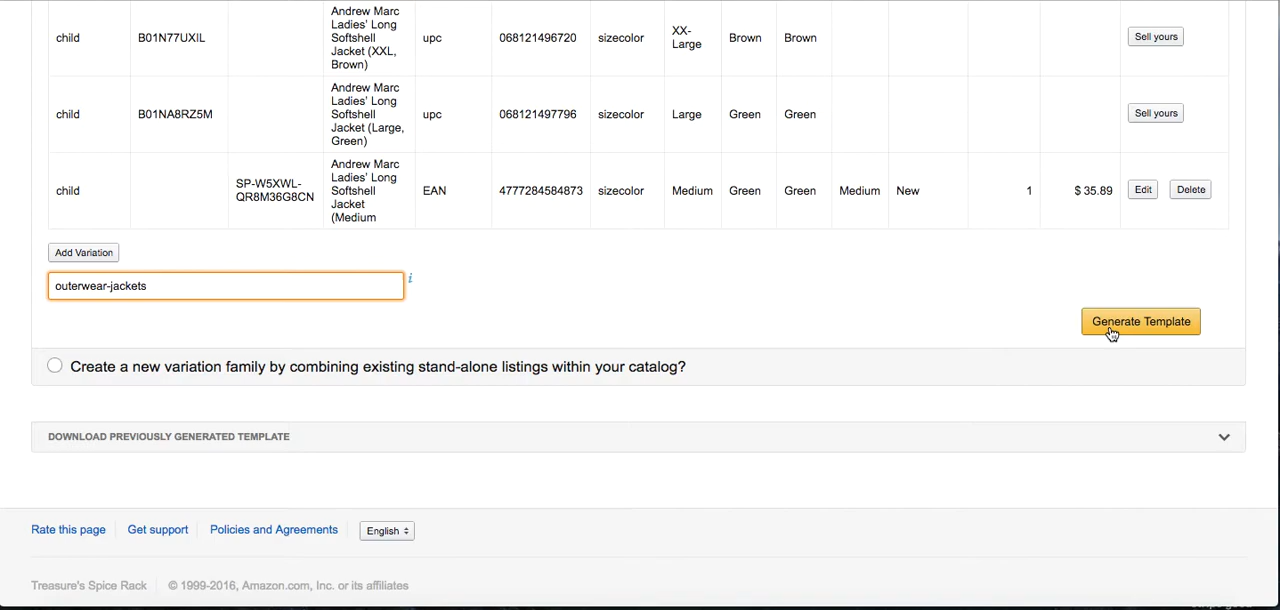 child B01N77UXIL Andrew Marc Ladies' Long Softshell Jacket (XXL, Brown) upc 068121496720 sizecolor XX-Large Brown Brown Sell yours
child B01NA8RZ5M Andrew Marc Ladies' Long Softshell Jacket (Large, Green) upc 068121497796 sizecolor Large Green Green Sell yours
child SP-W5XWL-QR8M36G8CN Andrew Marc Ladies' Long Softshell Jacket (Medium EAN 4777284584873 sizecolor Medium Green Green Medium New 1 $ 35.89 Edit Delete
Add Variation
outerwear-jackets i
Generate Template
Create a new variation family by combining existing stand-alone listings within your catalog?
DOWNLOAD PREVIOUSLY GENERATED TEMPLATE
Rate this page Get support Policies and Agreements English
Treasure's Spice Rack © 1999-2016, Amazon.com, Inc. or its affiliates